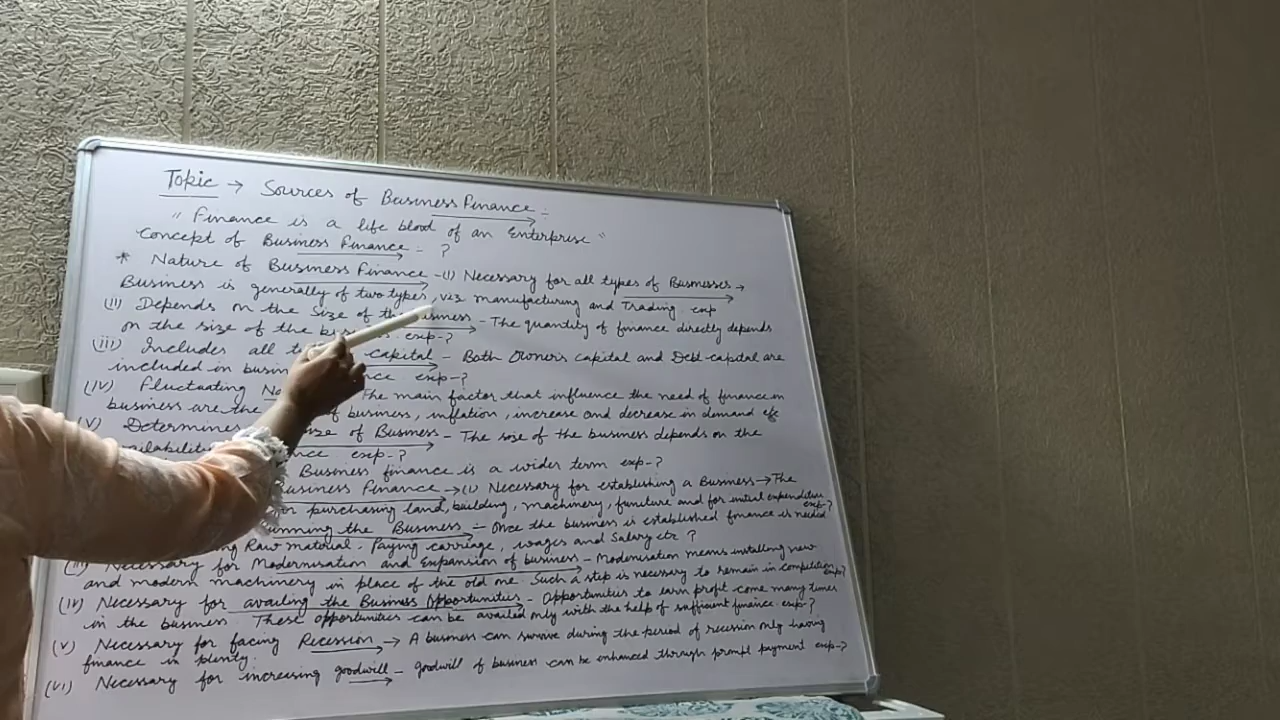 Topic → Sources of Business Finance :-
" Finance is a life blood of an Enterprise "
Concept of Business Finance - ?
* Nature of Business Finance - (i) Necessary for all types of Businesses →
Business is generally of two types, viz manufacturing and Trading exp
(ii) Depends on the Size of the Business - The quantity of finance directly depends
on the size of the exp-?
(iii) Includes all capital - Both Owner's capital and Debt capital are
included in exp-?
(iv) Fluctuating The main factor that influence the need of finance in
business are the of business, inflation, increase and decrease in demand etc
(v) Determines Size of Business - The size of the business depends on the
exp-?
Business finance is a wider term exp-?
Business Finance → (i) Necessary for establishing a Business → The
purchasing land, building, machinery, furniture and for initial expenditure exp-?
Running the Business :- Once the business is established finance is needed
Raw material. Paying carriage, wages and Salary etc ?
(iii) Necessary for Modernisation and Expansion of business - Modernisation means installing new
and modern machinery in place of the old one. Such a step is necessary to remain in competition exp?
(iv) Necessary for availing the Business Opportunities - Opportunities to earn profit come many times
in the business. These opportunities can be availed only with the help of sufficient finance exp-?
(v) Necessary for facing Recession → A business can survive during the period of recession only having
finance in plenty.
(vi) Necessary for increasing goodwill - goodwill of business can be enhanced through prompt payment exp-?